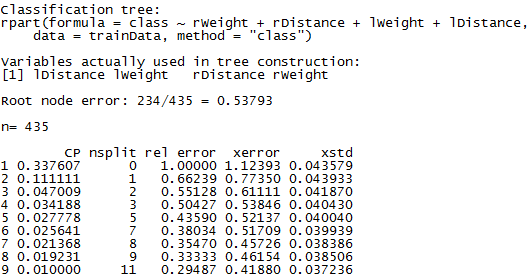 Classification tree:
rpart(formula = class ~ rWeight + rDistance + lWeight + lDistance,
    data = trainData, method = "class")
Variables actually used in tree construction:
[1] lDistance lWeight   rDistance rWeight
Root node error: 234/435 = 0.53793
n= 435
        CP nsplit rel error  xerror     xstd
1 0.337607      0   1.00000 1.12393 0.043579
2 0.111111      1   0.66239 0.77350 0.043933
3 0.047009      2   0.55128 0.61111 0.041870
4 0.034188      3   0.50427 0.53846 0.040430
5 0.027778      5   0.43590 0.52137 0.040040
6 0.025641      7   0.38034 0.51709 0.039939
7 0.021368      8   0.35470 0.45726 0.038386
8 0.019231      9   0.33333 0.46154 0.038506
9 0.010000     11   0.29487 0.41880 0.037236